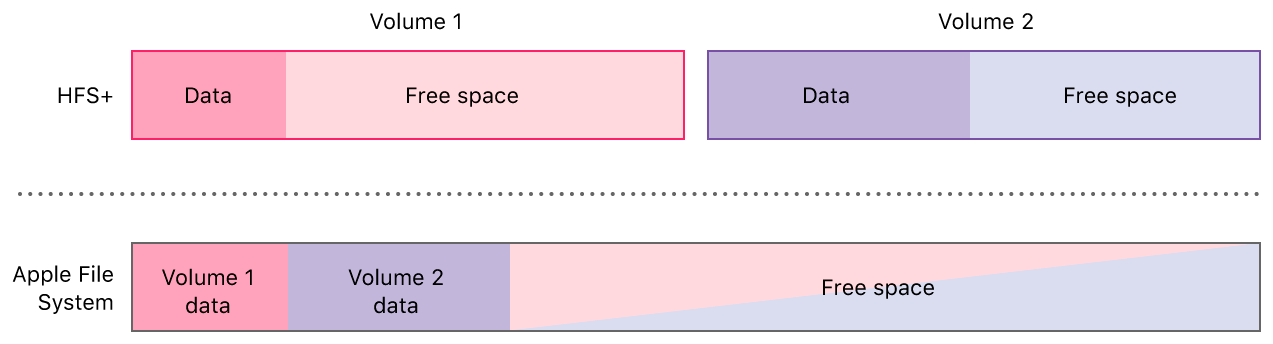 Volume 1
Volume 2
HFS+
Data
Free space
Data
Free space
Apple File
System
Volume 1
data
Volume 2
data
Free space